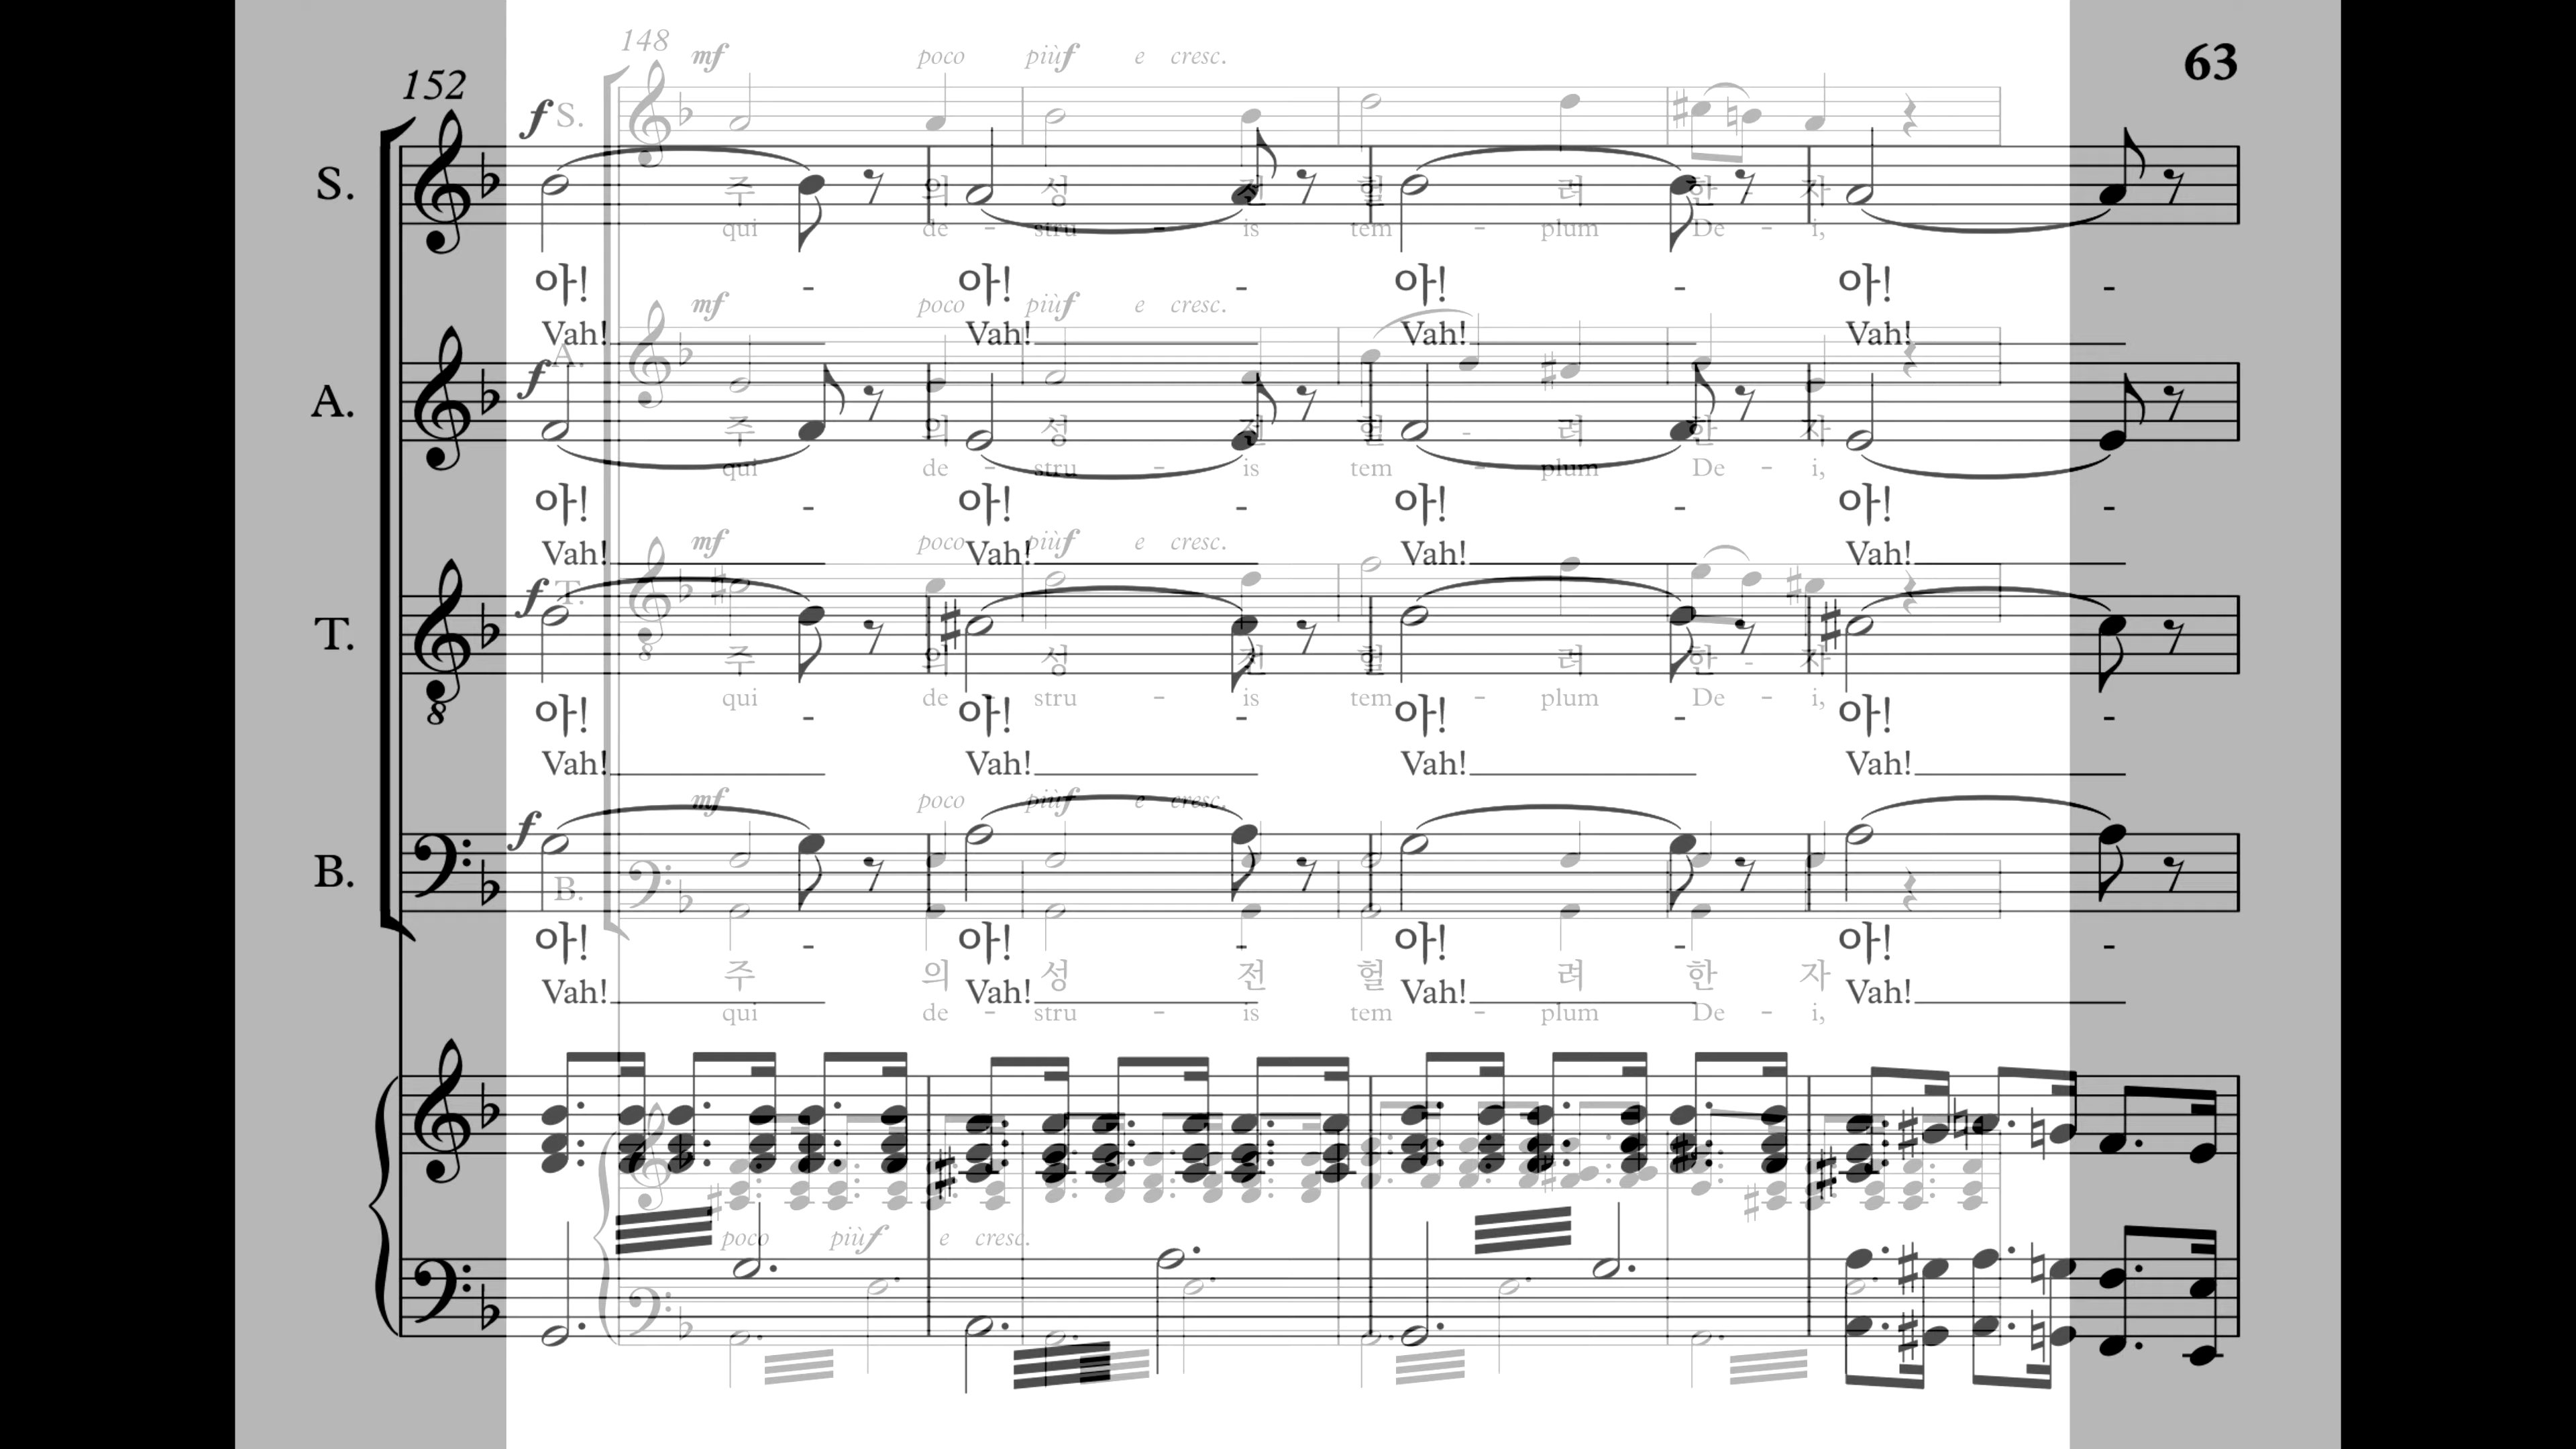 148 mf poco più f e cresc.
63
152
f S.
S.
주 의 성 전 헐 려 한 - 자
qui de - stru - is tem - plum De - i,
아! - 아! - 아! - 아! -
mf poco più f e cresc.
Vah! Vah! Vah! Vah!
f A.
A.
주 의 성 전 헐 - 려 한 자
qui de - stru - is tem - plum De - i,
아! - 아! - 아! - 아! -
mf poco più f e cresc.
Vah! Vah! Vah! Vah!
f T.
T.
주 의 성 전 헐 려 한 - 자
8
qui de - stru - is tem - plum De - i,
8
아! - 아! - 아! - 아! -
Vah! Vah! Vah! Vah!
mf poco più f e cresc.
f
B.
B.
아! - 아! - 아! - 아! -
주 의 성 전 헐 려 한 자
Vah! Vah! Vah! Vah!
qui de - stru - is tem - plum De - i,
poco più f e cresc.